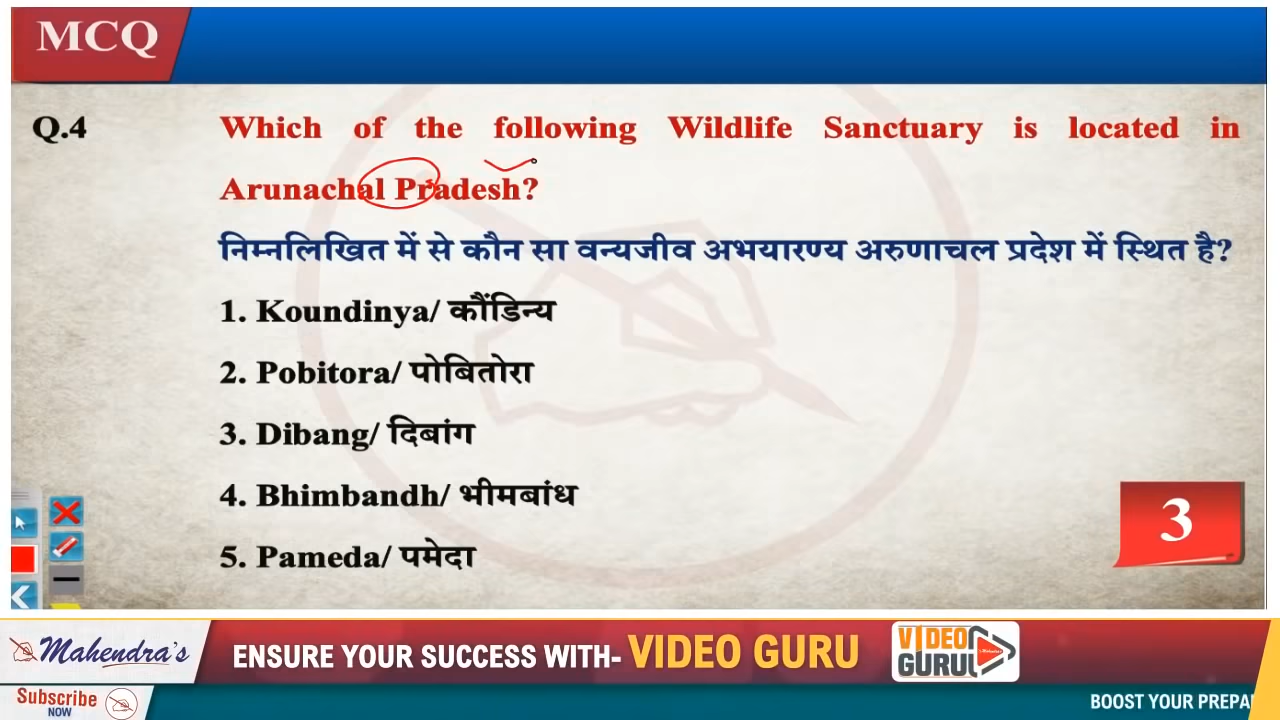 MCQ
Q.4 Which of the following Wildlife Sanctuary is located in
Arunachal Pradesh?
निम्नलिखित में से कौन सा वन्यजीव अभयारण्य अरुणाचल प्रदेश में स्थित है?
1. Koundinya/ कौंडिन्य
2. Pobitora/ पोबितोरा
3. Dibang/ दिबांग
4. Bhimbandh/ भीमबांध
5. Pameda/ पमेदा
3
Mahendra's
ENSURE YOUR SUCCESS WITH- VIDEO GURU
VIDEO
GURU
Subscribe
NOW
BOOST YOUR PREPA